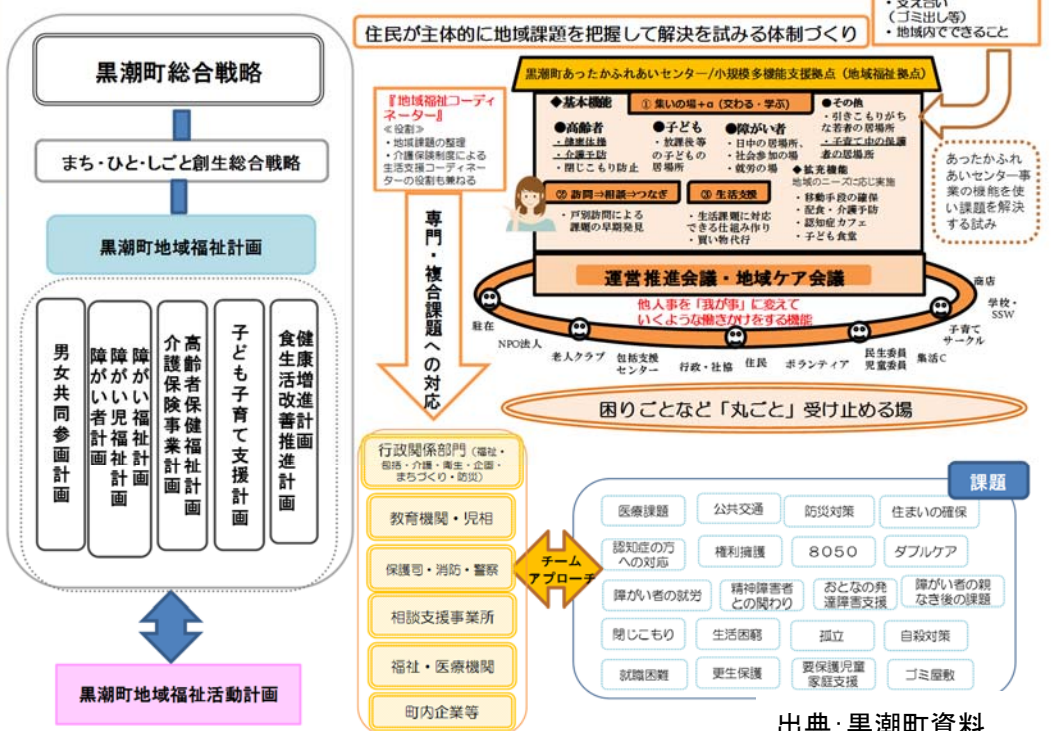 黒潮町総合戦略
まち・ひと・しごと創生総合戦略
黒潮町地域福祉計画
男女共同参画計画
障がい者計画
障がい児福祉計画
障がい福祉計画
介護保険事業計画
高齢者保健福祉計画
子ども子育て支援計画
食生活改善推進計画
健康増進計画
黒潮町地域福祉活動計画
・支え合い
（ゴミ出し等）
・地域内でできること
住民が主体的に地域課題を把握して解決を試みる体制づくり
黒潮町あったかふれあいセンター/小規模多機能支援拠点（地域福祉拠点）
『地域福祉コーディ
ネーター』
≪役割≫
・地域課題の整理
・介護保険制度による
生活支援コーディネー
ターの役割も兼ねる
◆基本機能
① 集いの場+α（交わる・学ぶ）
●高齢者
・健康体操
・介護予防
・閉じこもり防止
●子ども
・放課後等
の子どもの
居場所
●障がい者
・日中の居場所、
・社会参加の場
・就労の場
●その他
・引きこもりがち
な若者の居場所
・子育て中の保護
者の居場所
◆拡充機能
地域のニーズに応じ実施
・移動手段の確保
・配食・介護予防
・認知症カフェ
・子ども食堂
② 訪問⇒相談⇒つなぎ
・戸別訪問による
課題の早期発見
③ 生活支援
・生活課題に対応
できる仕組み作り
・買い物代行
あったかふれ
あいセンター事
業の機能を使
い課題を解決
する試み
運営推進会議・地域ケア会議
他人事を「我が事」に変えて
いくような働きかけをする機能
駐在
NPO法人
老人クラブ
包括支援
センター
行政・社協
住民
ボランティア
民生委員
児童委員
集活C
子育て
サークル
学校・
SSW
商店
困りごとなど「丸ごと」受け止める場
専門・複合課題への対応
行政関係部門（福祉・
包括・介護・衛生・企画・
まちづくり・防災）
教育機関・児相
保護司・消防・警察
相談支援事業所
福祉・医療機関
町内企業等
チーム
アプローチ
課題
医療課題
公共交通
防災対策
住まいの確保
認知症の方
への対応
権利擁護
８０５０
ダブルケア
障がい者の就労
精神障害者
との関わり
おとなの発
達障害支援
障がい者の親
なき後の課題
閉じこもり
生活困窮
孤立
自殺対策
就職困難
更生保護
要保護児童
家庭支援
ゴミ屋敷
出典：黒潮町資料